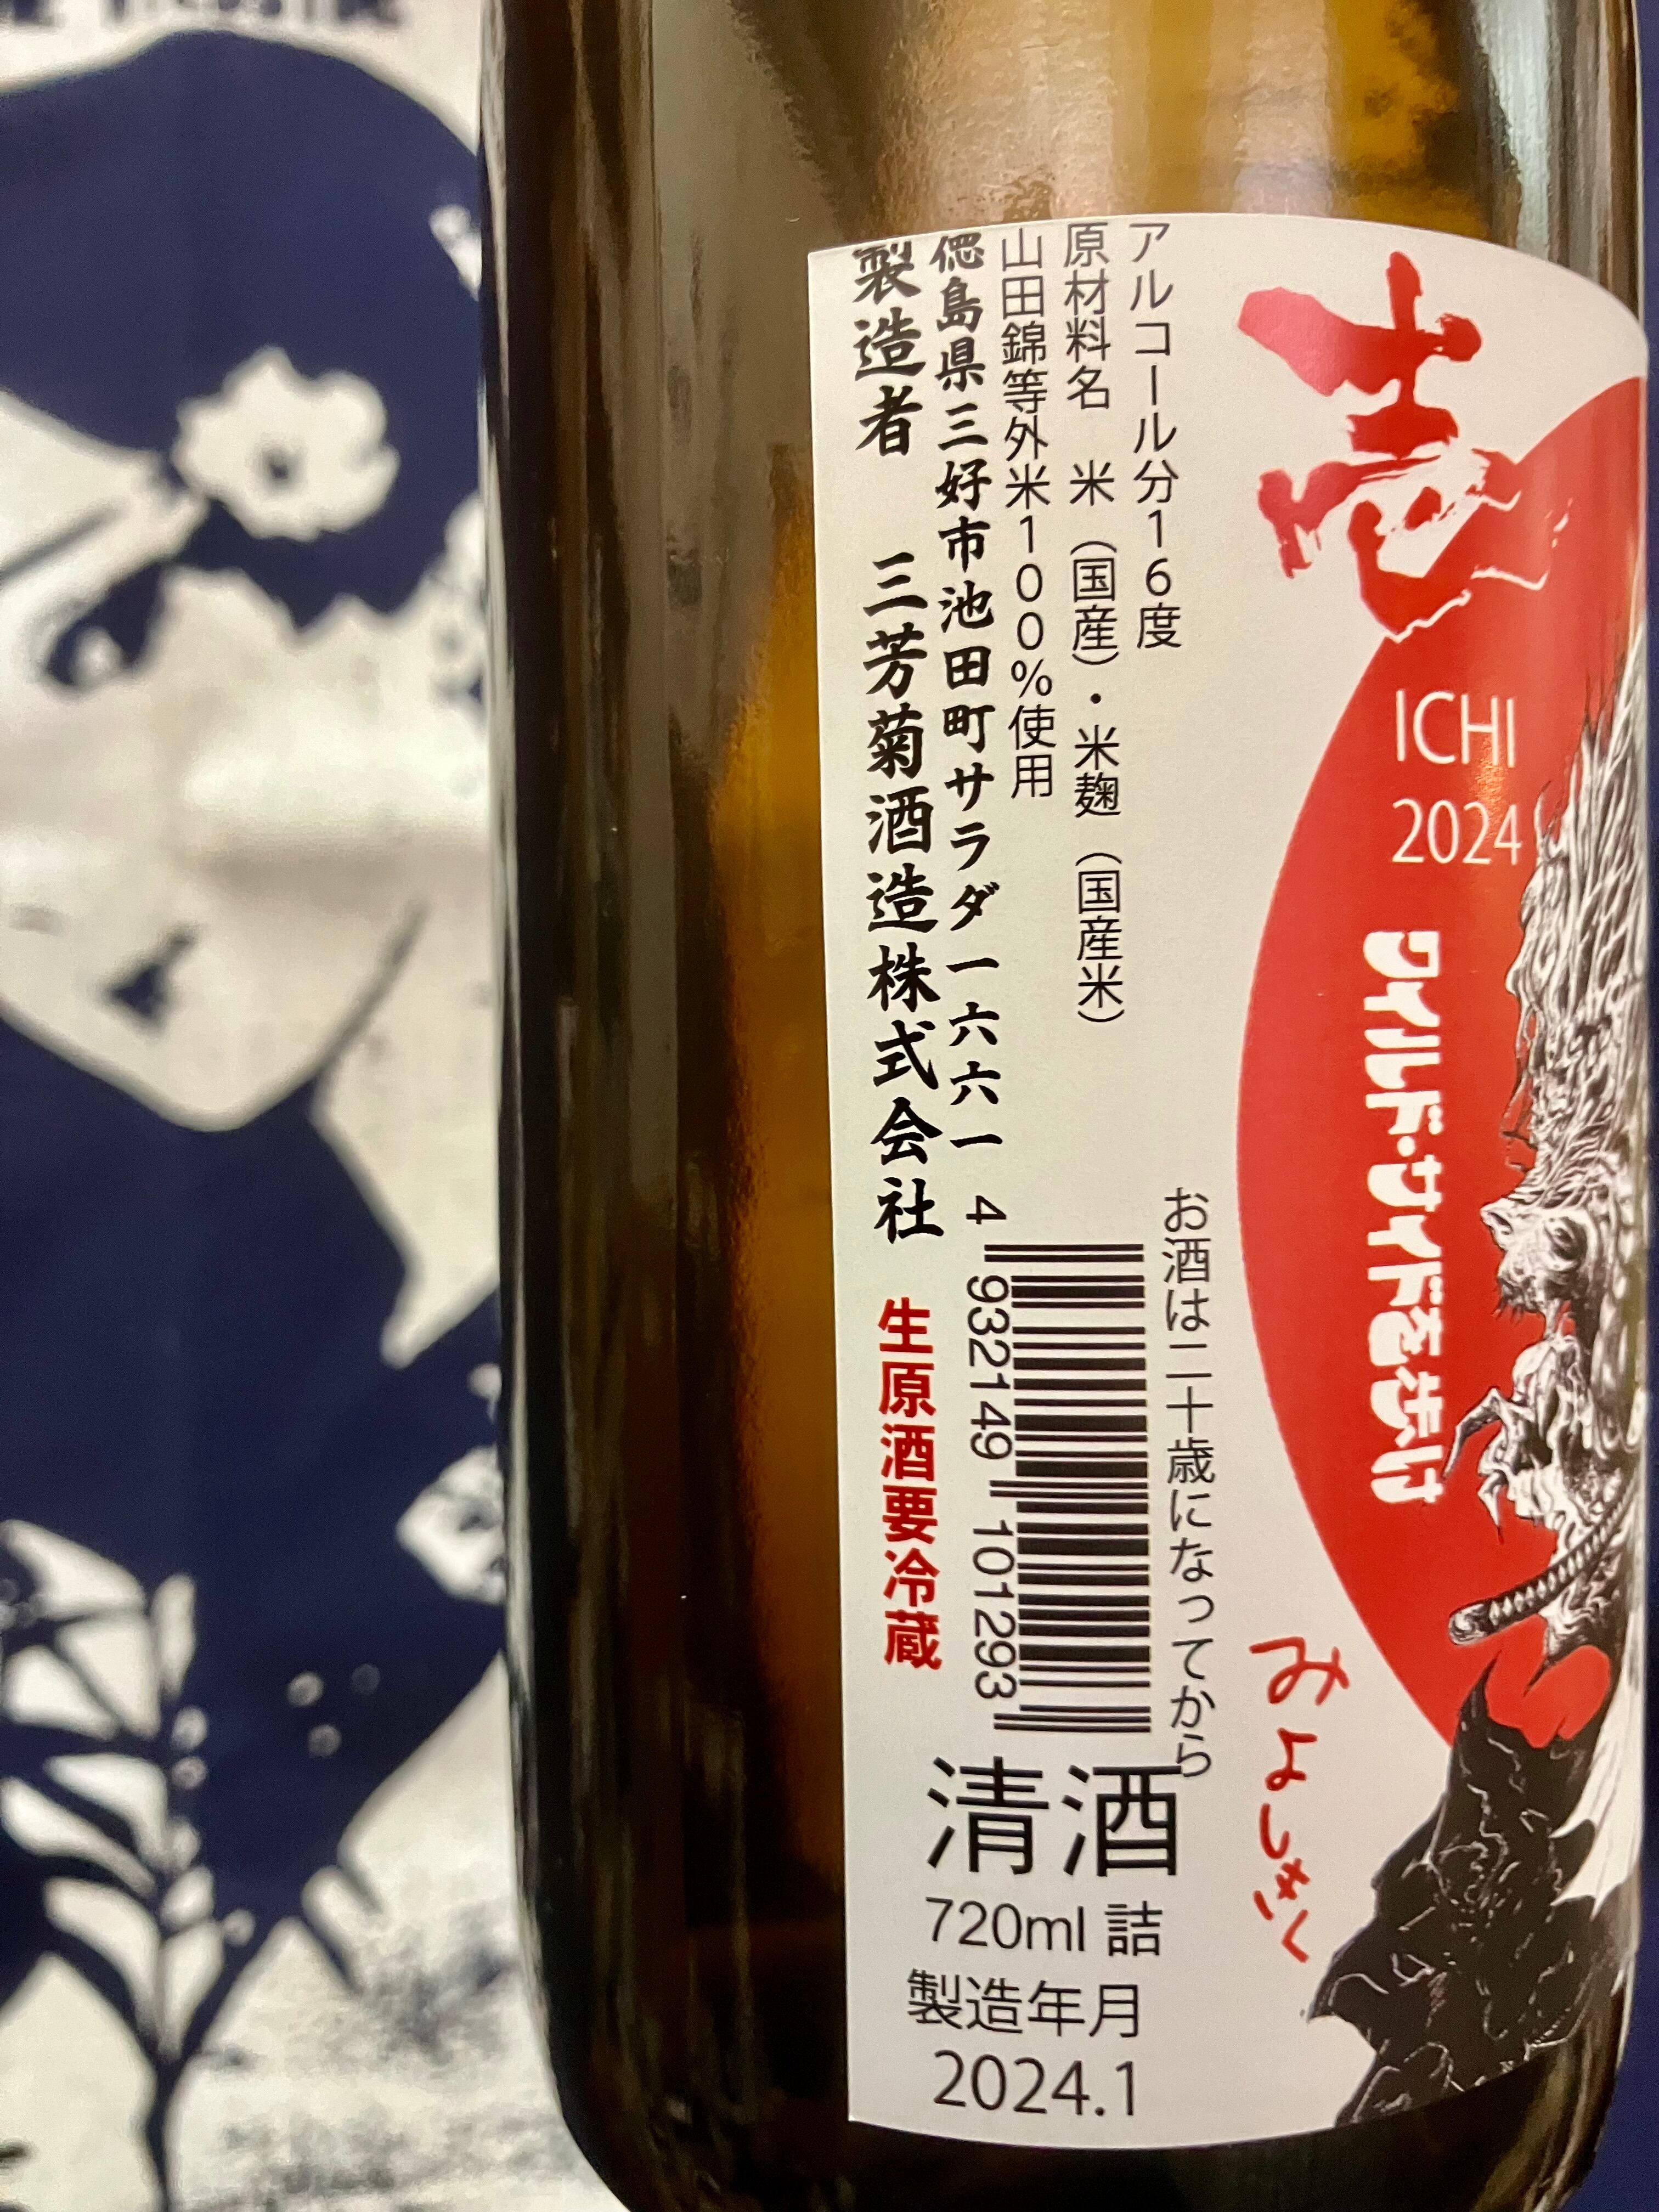 壱
ICHI
2024
ワイルド・サイドを歩け
みよしきく
アルコール分16度
原材料名 米（国産）・米麹（国産米）
山田錦等外米100%使用
徳島県三好市池田町サラダ一六六一
製造者 三芳菊酒造株式会社
生原酒要冷蔵
お酒は二十歳になってから
4 932149 101293
清酒
720ml 詰
製造年月
2024.1